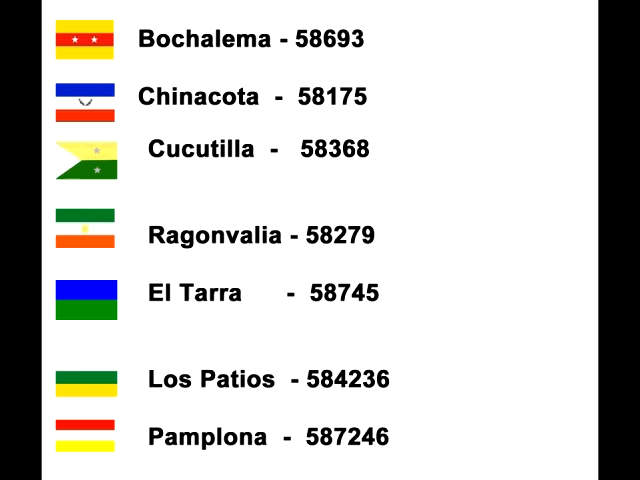 Bochalema - 58693
Chinacota - 58175
Cucutilla - 58368
Ragonvalia - 58279
El Tarra - 58745
Los Patios - 584236
Pamplona - 587246